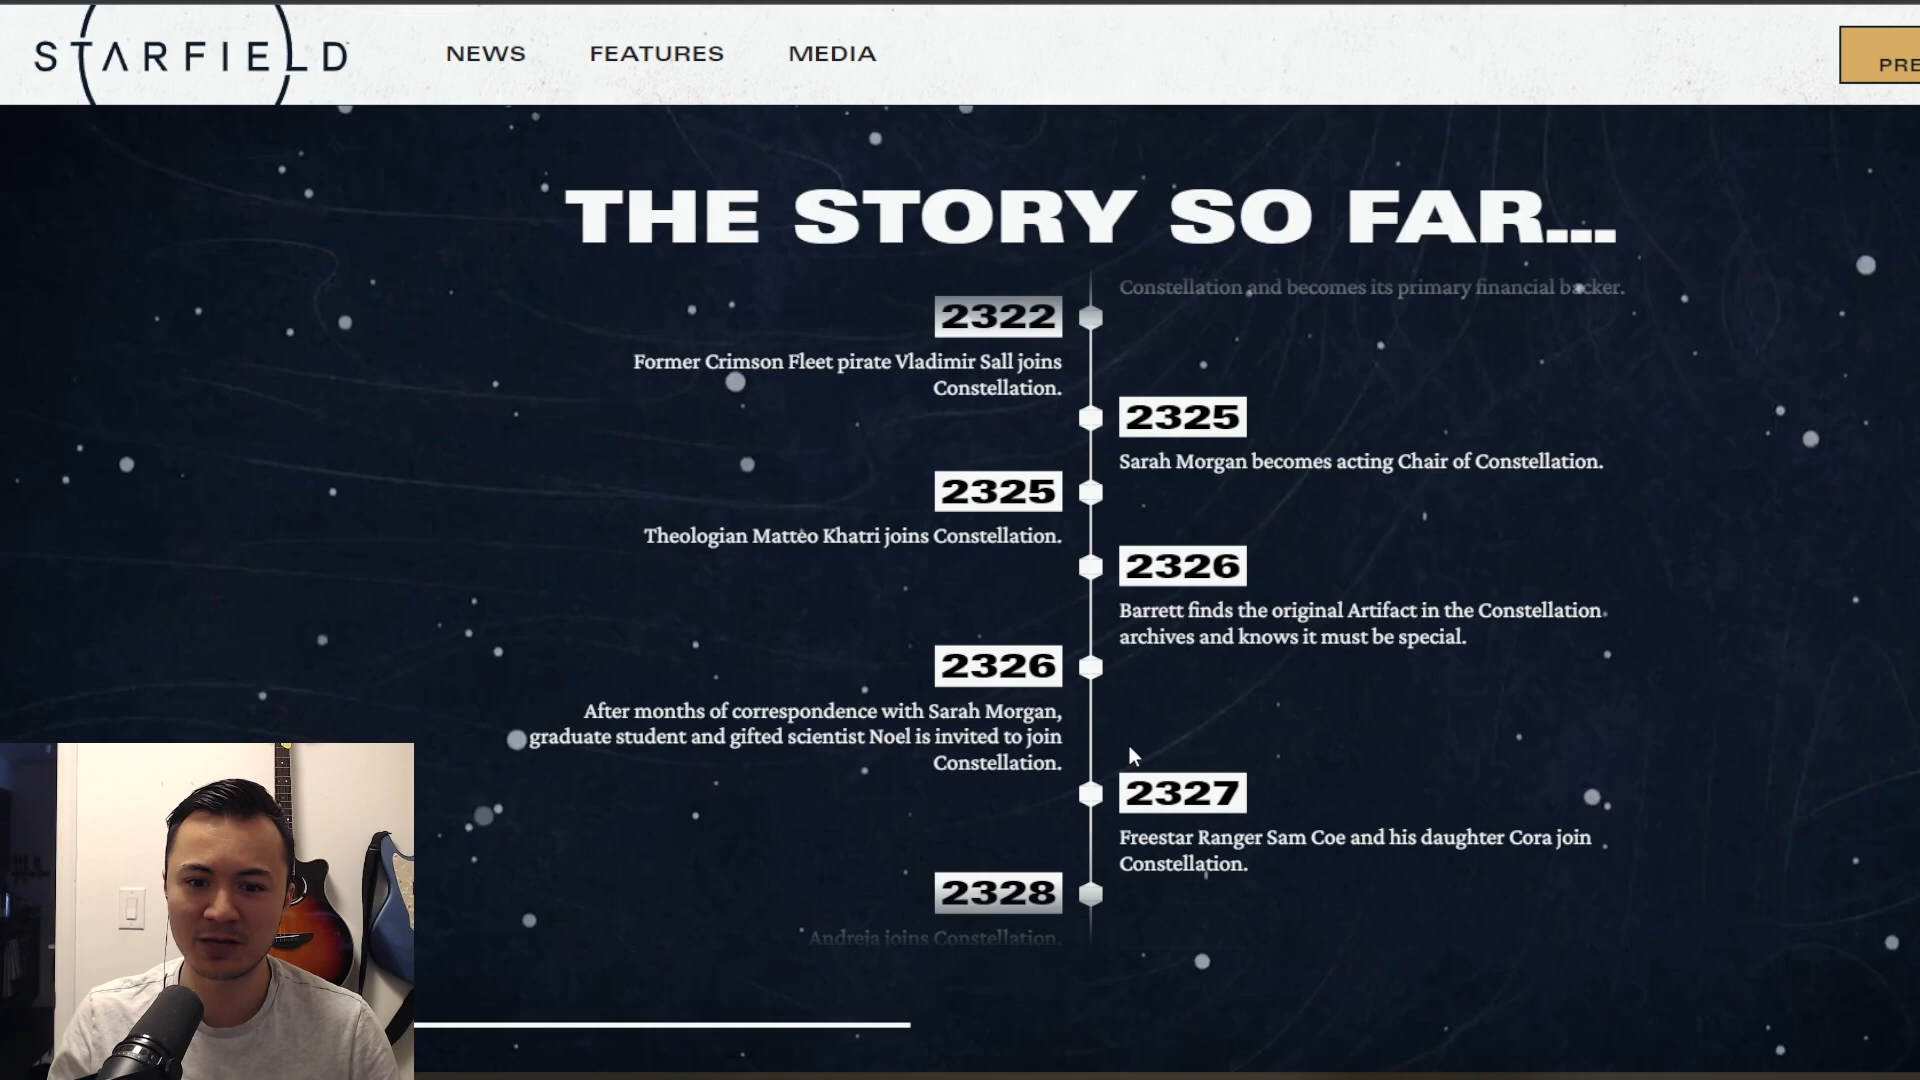 STARFIELD
NEWS
FEATURES
MEDIA
PRE
THE STORY SO FAR...
Constellation and becomes its primary financial backer.
2322
Former Crimson Fleet pirate Vladimir Sall joins
Constellation.
2325
Sarah Morgan becomes acting Chair of Constellation.
2325
Theologian Matteo Khatri joins Constellation.
2326
Barrett finds the original Artifact in the Constellation
archives and knows it must be special.
2326
After months of correspondence with Sarah Morgan,
graduate student and gifted scientist Noel is invited to join
Constellation.
2327
Freestar Ranger Sam Coe and his daughter Cora join
Constellation.
2328
Andreja joins Constellation.